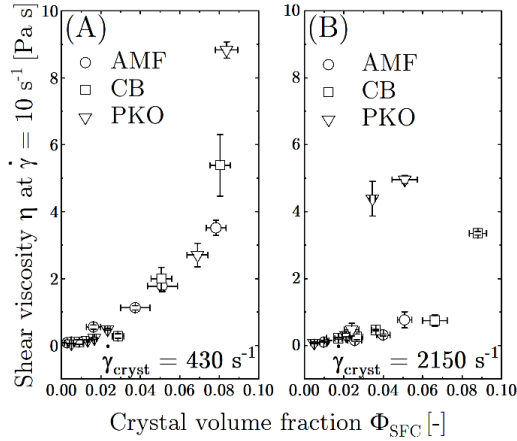 (A)
(B)
AMF
CB
PKO
AMF
CB
PKO
γ̇cryst = 430 s⁻¹
γ̇cryst = 2150 s⁻¹
10
8
6
4
2
0
10
8
6
4
2
0
0.00 0.02 0.04 0.06 0.08 0.10
0.00 0.02 0.04 0.06 0.08 0.10
Shear viscosity η at γ̇ = 10 s⁻¹ [Pa s]
Crystal volume fraction ΦSFC [-]